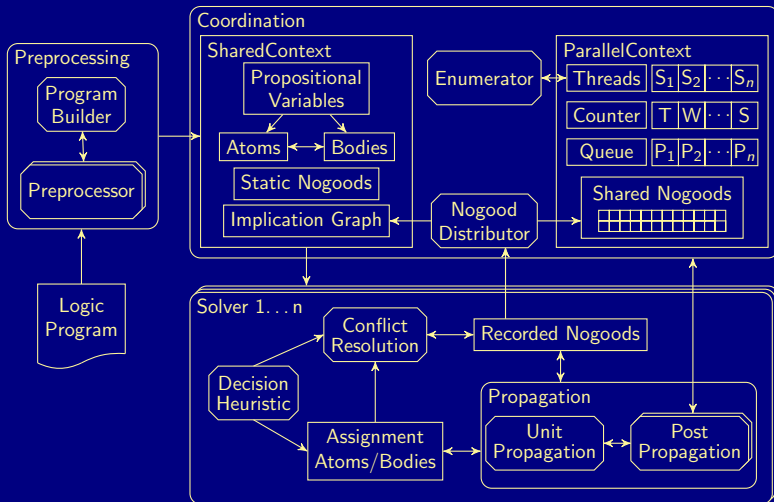 Coordination
Preprocessing
Program
Builder
Preprocessor
Logic
Program
SharedContext
Propositional
Variables
Atoms
Bodies
Static Nogoods
Implication Graph
Enumerator
Nogood
Distributor
ParallelContext
Threads S1 S2 ... Sn
Counter T W ... S
Queue P1 P2 ... Pn
Shared Nogoods
Solver 1...n
Conflict
Resolution
Recorded Nogoods
Decision
Heuristic
Assignment
Atoms/Bodies
Propagation
Unit
Propagation
Post
Propagation